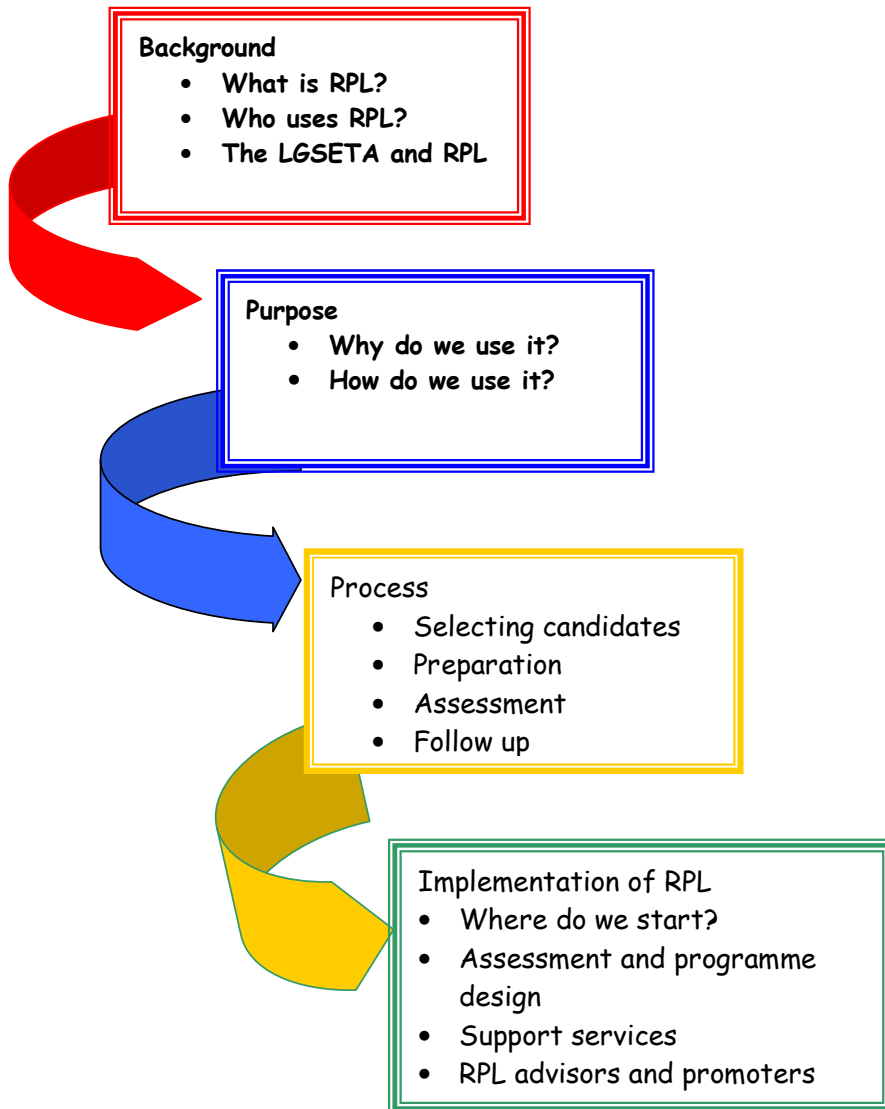 Background
• What is RPL?
• Who uses RPL?
• The LGSETA and RPL
Purpose
• Why do we use it?
• How do we use it?
Process
• Selecting candidates
• Preparation
• Assessment
• Follow up
Implementation of RPL
• Where do we start?
• Assessment and programme
design
• Support services
• RPL advisors and promoters